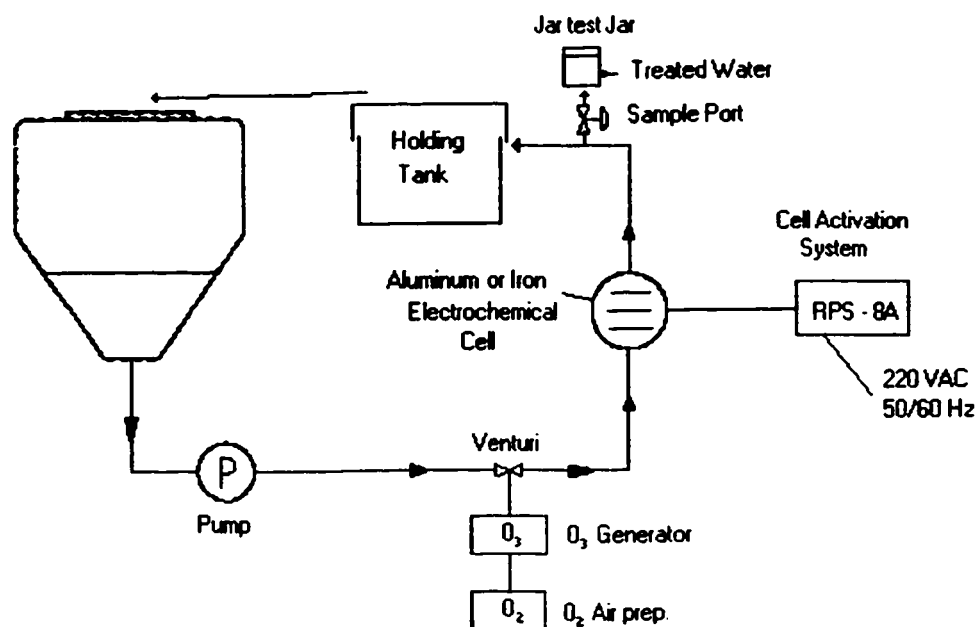 Jar test Jar
Treated Water
Sample Port
Holding
Tank
Cell Activation
System
Aluminum or Iron
Electrochemical
Cell
RPS - 8A
220 VAC
50/60 Hz
Venturi
P
Pump
O₃
O₃ Generator
O₂
O₂ Air prep.